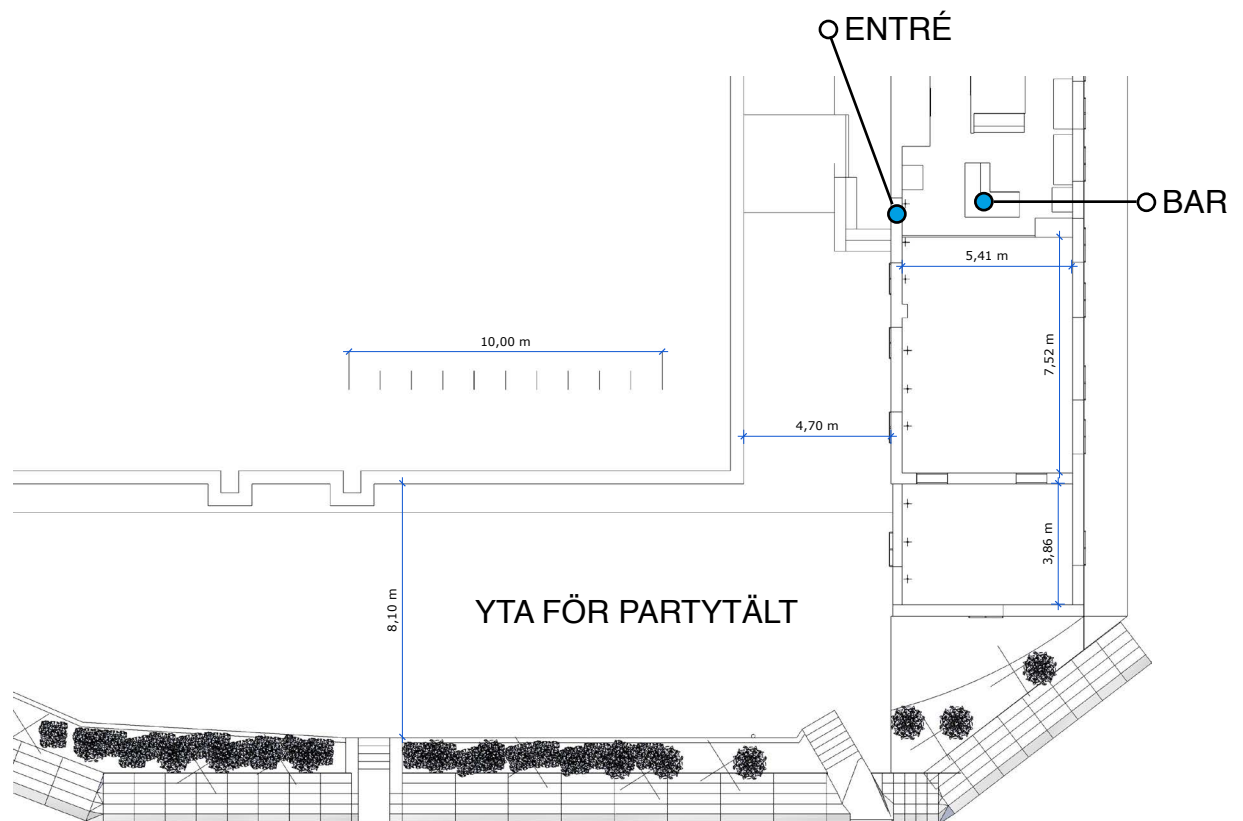 ENTRÉ
BAR
5,41 m
10,00 m
7,52 m
4,70 m
3,86 m
8,10 m
YTA FÖR PARTYTÄLT